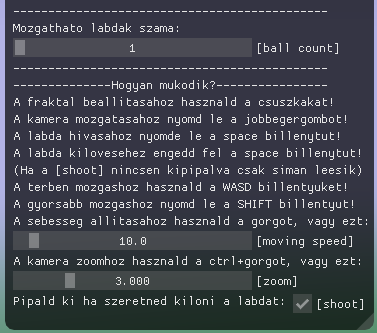 ---------------------------------------------
Mozgathato labdak szama:
1 [ball count]
---------------------------------------------
--------------Hogyan mukodik?----------------
A fraktal beallitasahoz hasznald a csuszkakat!
A kamera mozgatasahoz nyomd le a jobbegergombot!
A labda hivasahoz nyomde le a space billenytut!
A labda kilovesehez engedd fel a space billenytut!
(Ha a [shoot] nincsen kipipalva csak siman leesik)
A terben mozgashoz hasznald a WASD billentyuket!
A gyorsabb mozgashoz nyomd le a SHIFT billentyut!
A sebesseg allitasahoz hasznald a gorgot, vagy ezt:
10.0 [moving speed]
A kamera zoomhoz hasznald a ctrl+gorgot, vagy ezt:
3.000 [zoom]
Pipald ki ha szeretned kiloni a labdat: [shoot]